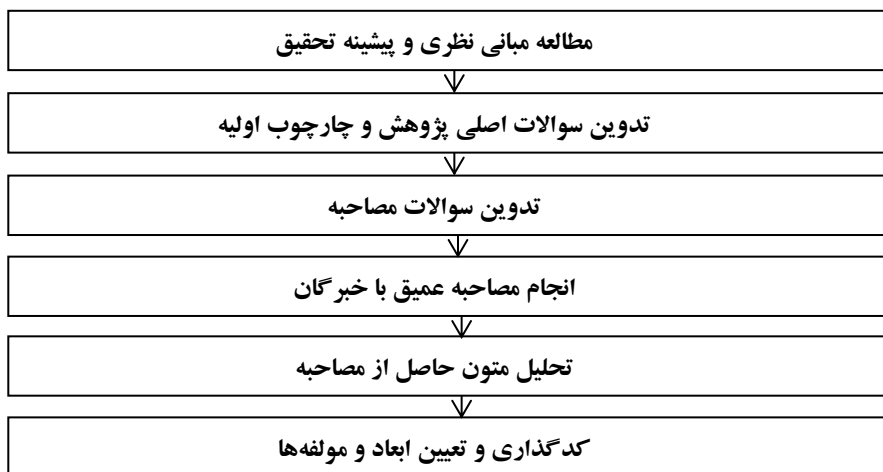 مطالعه مبانی نظری و پیشینه تحقیق
تدوین سوالات اصلی پژوهش و چارچوب اولیه
تدوین سوالات مصاحبه
انجام مصاحبه عمیق با خبرگان
تحلیل متون حاصل از مصاحبه
کدگذاری و تعیین ابعاد و مولفه‌ها